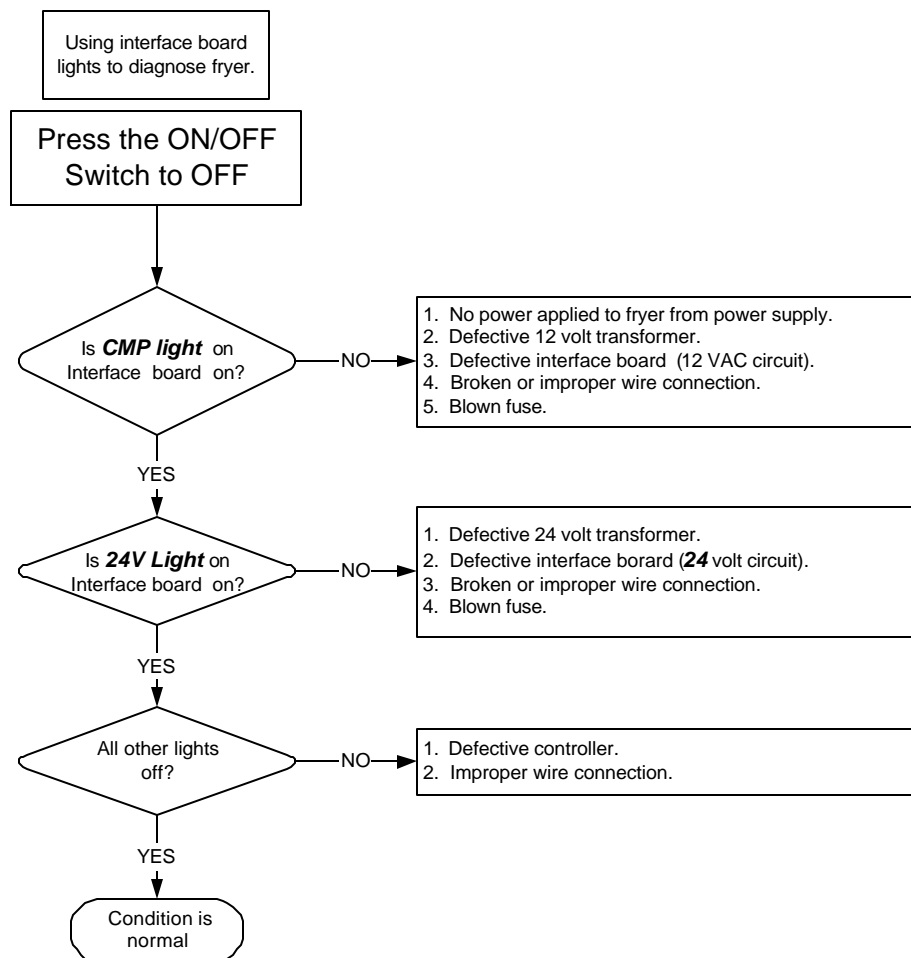 Using interface board
lights to diagnose fryer.
Press the ON/OFF
Switch to OFF
Is CMP light on
Interface board on?
NO
1. No power applied to fryer from power supply.
2. Defective 12 volt transformer.
3. Defective interface board (12 VAC circuit).
4. Broken or improper wire connection.
5. Blown fuse.
YES
Is 24V Light on
Interface board on?
NO
1. Defective 24 volt transformer.
2. Defective interface borard (24 volt circuit).
3. Broken or improper wire connection.
4. Blown fuse.
YES
All other lights
off?
NO
1. Defective controller.
2. Improper wire connection.
YES
Condition is
normal